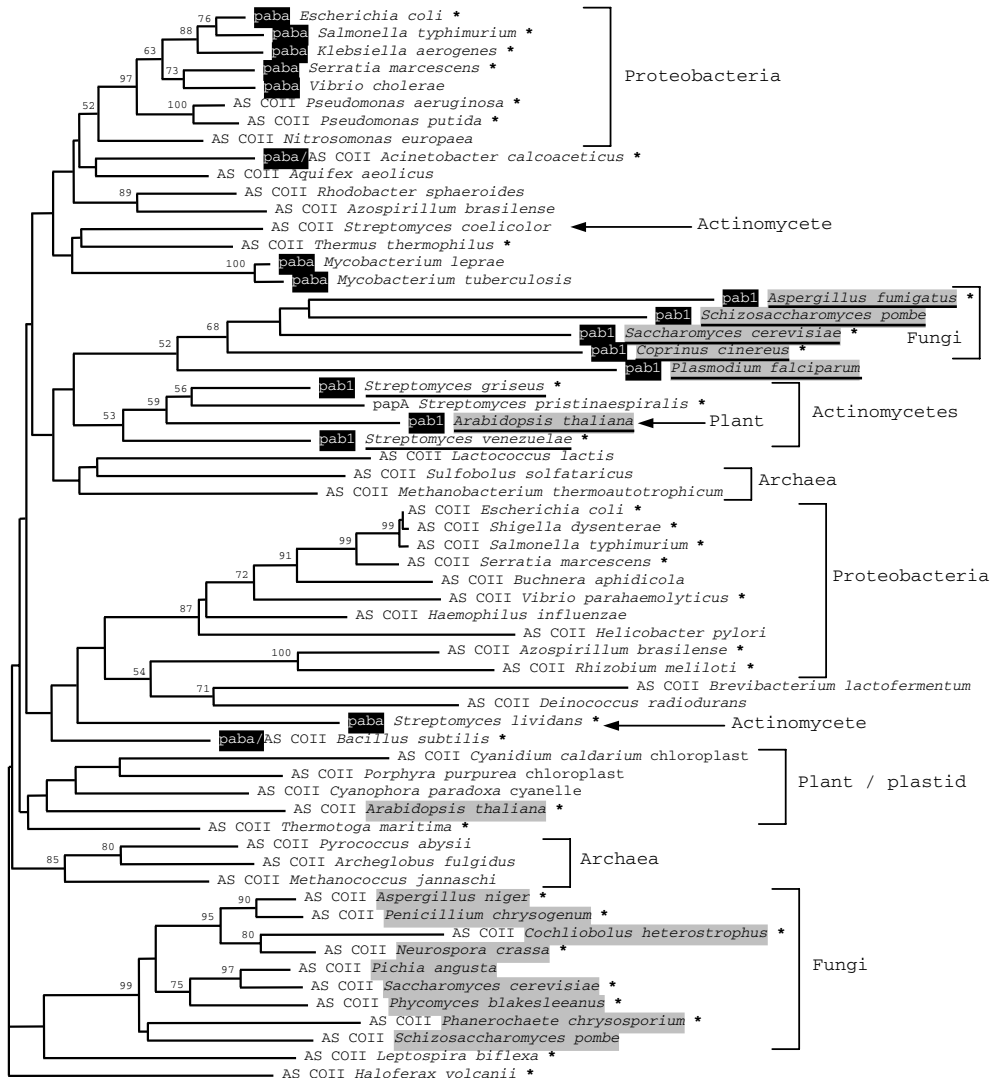 76 paba Escherichia coli *
88 paba Salmonella typhimurium *
63 paba Klebsiella aerogenes *
73 paba Serratia marcescens *
Proteobacteria
97 paba Vibrio cholerae
52 100 AS COII Pseudomonas aeruginosa *
AS COII Pseudomonas putida *
AS COII Nitrosomonas europaea
paba/AS COII Acinetobacter calcoaceticus *
AS COII Aquifex aeolicus
89 AS COII Rhodobacter sphaeroides
AS COII Azospirillum brasilense
AS COII Streptomyces coelicolor Actinomycete
AS COII Thermus thermophilus *
100 paba Mycobacterium leprae
paba Mycobacterium tuberculosis
pab1 Aspergillus fumigatus *
pab1 Schizosaccharomyces pombe
68 pab1 Saccharomyces cerevisiae * Fungi
52 pab1 Coprinus cinereus *
pab1 Plasmodium falciparum
56 pab1 Streptomyces griseus *
59 papA Streptomyces pristinaespiralis *
Actinomycetes
53 pab1 Arabidopsis thaliana Plant
pab1 Streptomyces venezuelae *
AS COII Lactococcus lactis
AS COII Sulfobolus solfataricus
Archaea
AS COII Methanobacterium thermoautotrophicum
AS COII Escherichia coli *
99 AS COII Shigella dysenterae *
99 AS COII Salmonella typhimurium *
91 AS COII Serratia marcescens *
72 AS COII Buchnera aphidicola
Proteobacteria
AS COII Vibrio parahaemolyticus *
87 AS COII Haemophilus influenzae
AS COII Helicobacter pylori
100 AS COII Azospirillum brasilense *
54 AS COII Rhizobium meliloti *
71 AS COII Brevibacterium lactofermentum
AS COII Deinococcus radiodurans
paba Streptomyces lividans * Actinomycete
paba/AS COII Bacillus subtilis *
AS COII Cyanidium caldarium chloroplast
AS COII Porphyra purpurea chloroplast
Plant / plastid
AS COII Cyanophora paradoxa cyanelle
AS COII Arabidopsis thaliana *
AS COII Thermotoga maritima *
80 AS COII Pyrococcus abysii
85 AS COII Archeglobus fulgidus
Archaea
AS COII Methanococcus jannaschi
90 AS COII Aspergillus niger *
95 AS COII Penicillium chrysogenum *
80 AS COII Cochliobolus heterostrophus *
AS COII Neurospora crassa *
97 AS COII Pichia angusta
Fungi
99 75 AS COII Saccharomyces cerevisiae *
AS COII Phycomyces blakesleeanus *
AS COII Phanerochaete chrysosporium *
AS COII Schizosaccharomyces pombe
AS COII Leptospira biflexa *
AS COII Haloferax volcanii *